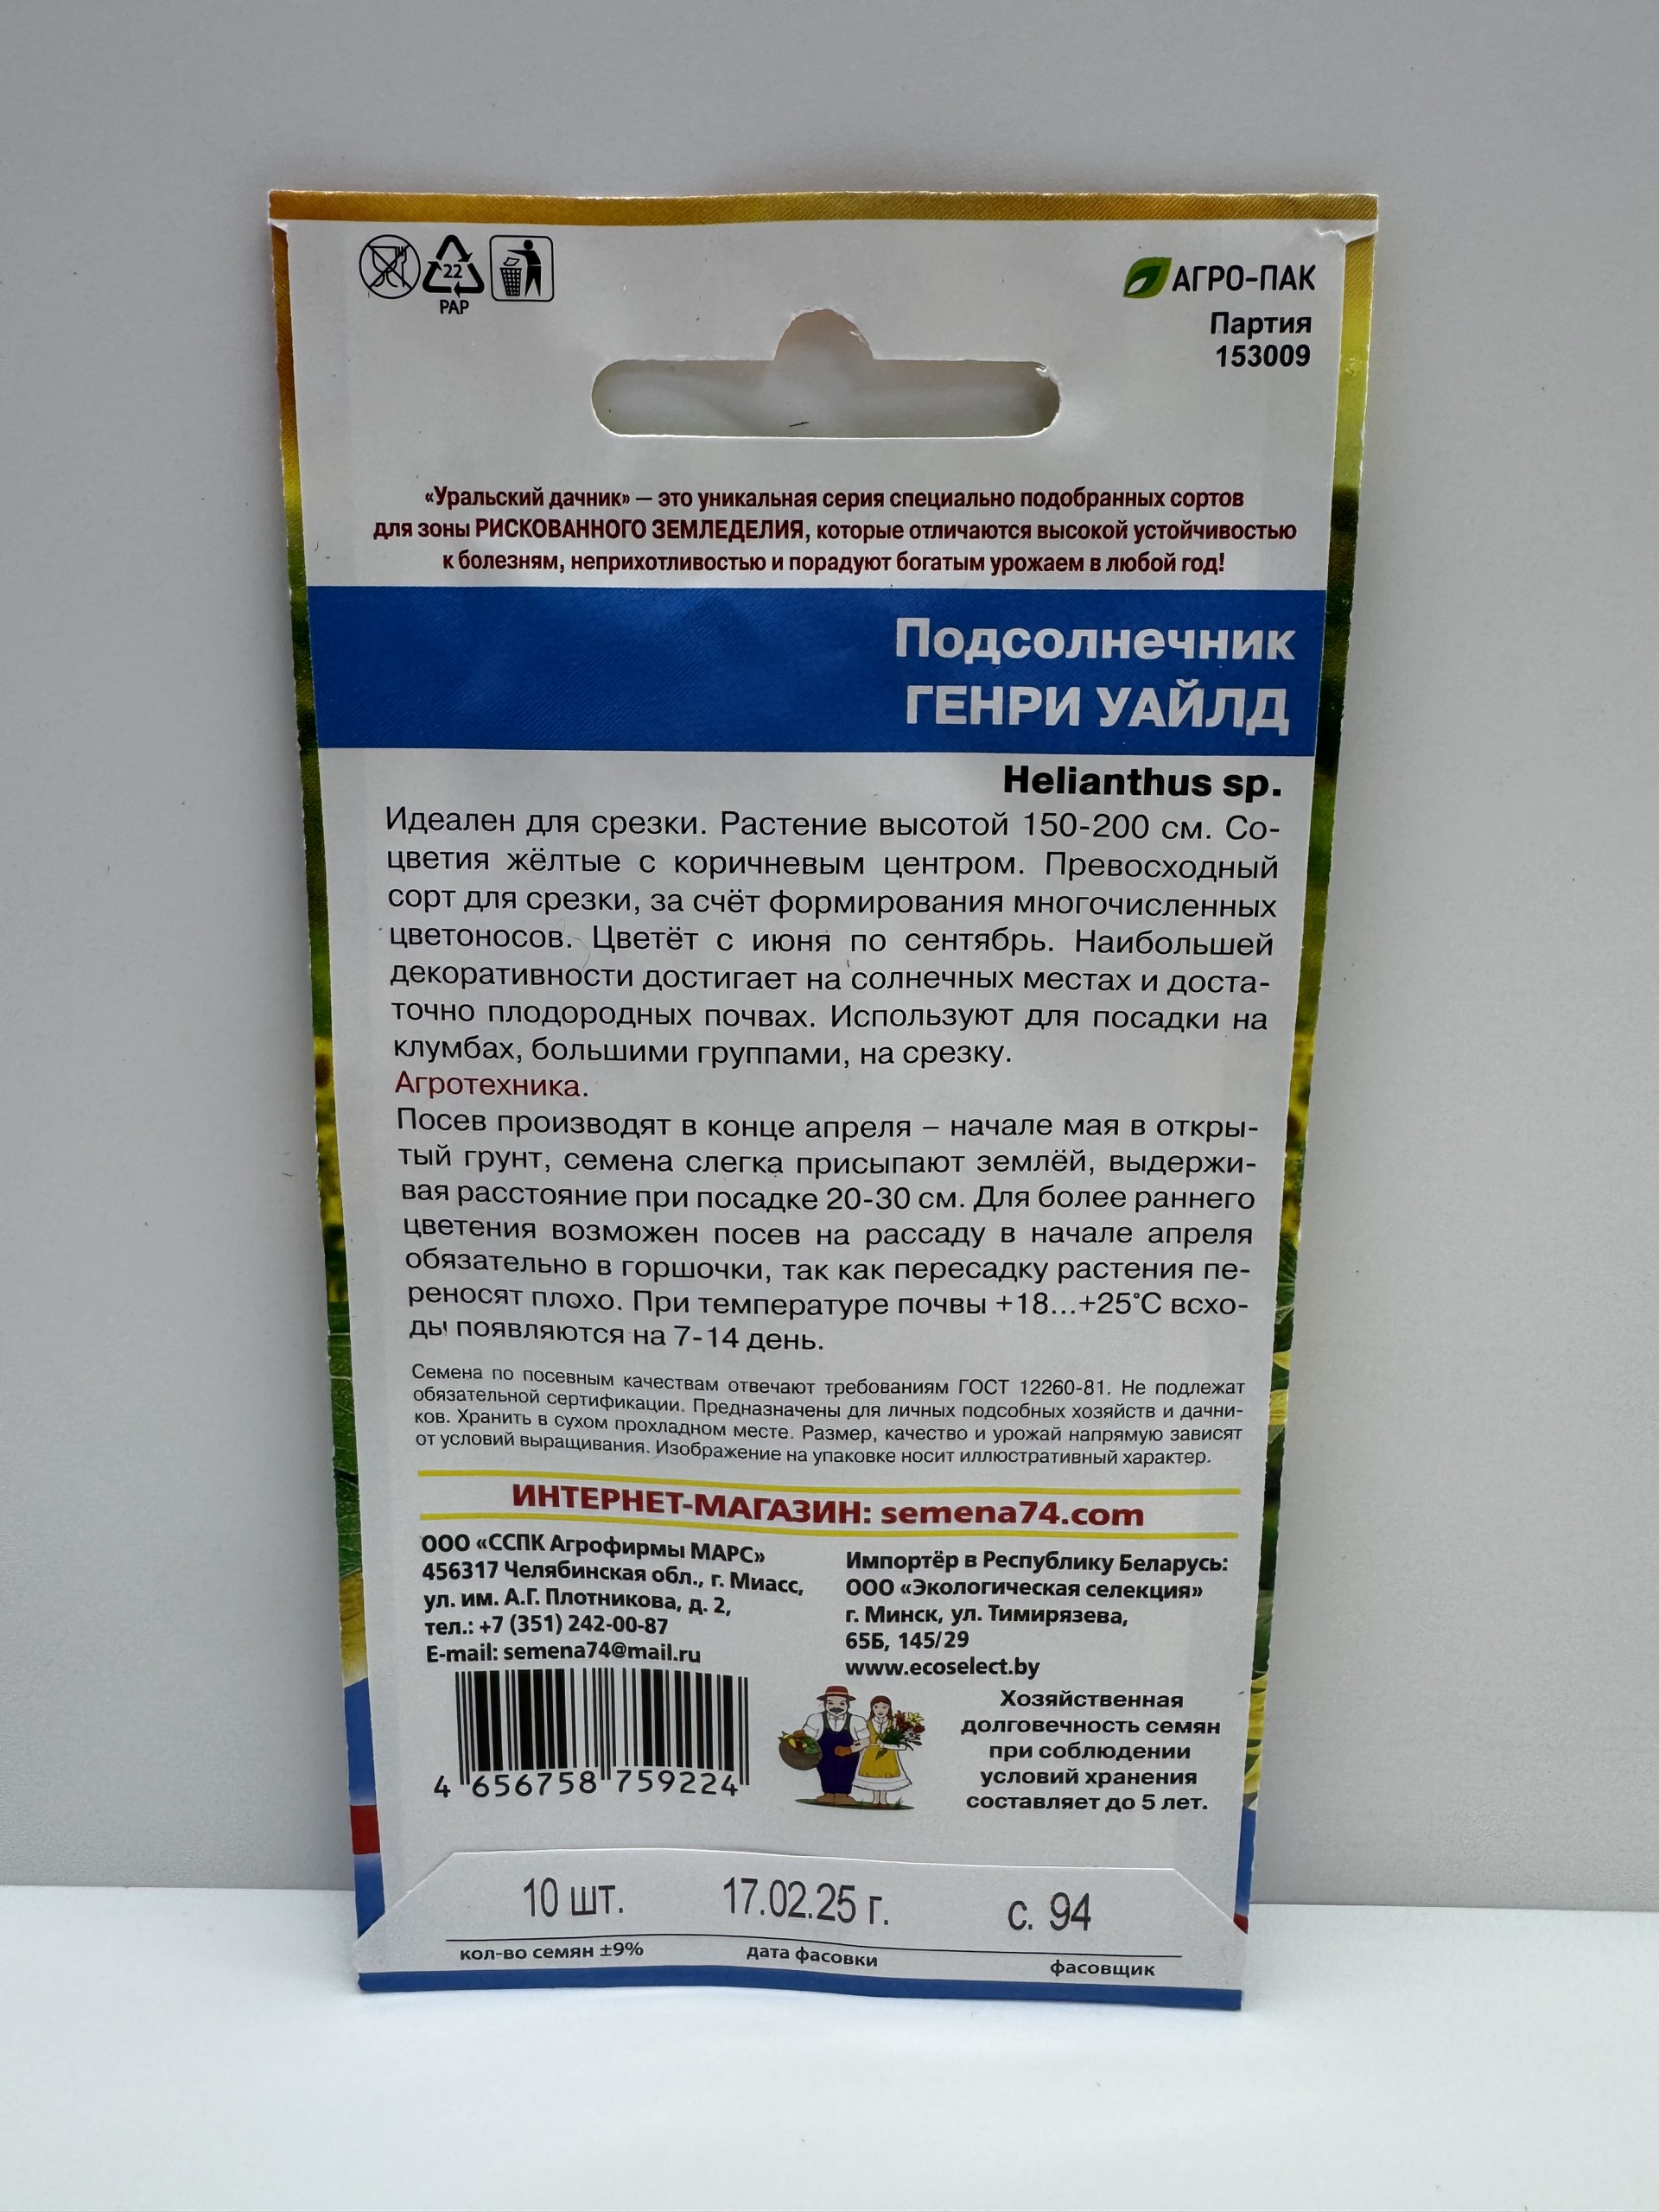 22
PAP
АГРО-ПАК
Партия
153009
«Уральский дачник» — это уникальная серия специально подобранных сортов
для зоны РИСКОВАННОГО ЗЕМЛЕДЕЛИЯ, которые отличаются высокой устойчивостью
к болезням, неприхотливостью и порадуют богатым урожаем в любой год!
Подсолнечник
ГЕНРИ УАЙЛД
Helianthus sp.
Идеален для срезки. Растение высотой 150-200 см. Со-
цветия жёлтые с коричневым центром. Превосходный
сорт для срезки, за счёт формирования многочисленных
цветоносов. Цветёт с июня по сентябрь. Наибольшей
декоративности достигает на солнечных местах и доста-
точно плодородных почвах. Используют для посадки на
клумбах, большими группами, на срезку.
Агротехника.
Посев производят в конце апреля – начале мая в откры-
тый грунт, семена слегка присыпают землёй, выдержи-
вая расстояние при посадке 20-30 см. Для более раннего
цветения возможен посев на рассаду в начале апреля
обязательно в горшочки, так как пересадку растения пе-
реносят плохо. При температуре почвы +18...+25°С всхо-
ды появляются на 7-14 день.
Семена по посевным качествам отвечают требованиям ГОСТ 12260-81. Не подлежат
обязательной сертификации. Предназначены для личных подсобных хозяйств и дачни-
ков. Хранить в сухом прохладном месте. Размер, качество и урожай напрямую зависят
от условий выращивания. Изображение на упаковке носит иллюстративный характер.
ИНТЕРНЕТ-МАГАЗИН: semena74.com
ООО «ССПК Агрофирмы МАРС»
456317 Челябинская обл., г. Миасс,
ул. им. А.Г. Плотникова, д. 2,
тел.: +7 (351) 242-00-87
E-mail: semena74@mail.ru
Импортёр в Республику Беларусь:
ООО «Экологическая селекция»
г. Минск, ул. Тимирязева,
65Б, 145/29
www.ecoselect.by
Хозяйственная
долговечность семян
при соблюдении
условий хранения
составляет до 5 лет.
4 656758 759224
10 шт. 17.02.25 г. с. 94
кол-во семян ±9% дата фасовки фасовщик